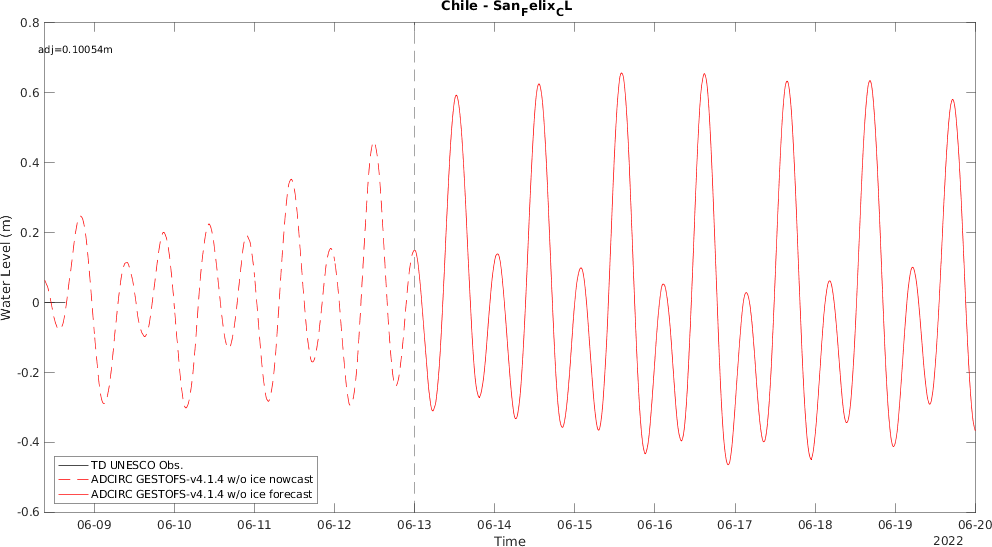 Chile - San_Felix_CL
adj=0.10054m
Water Level (m)
0.8
0.6
0.4
0.2
0
-0.2
-0.4
-0.6
TD UNESCO Obs.
ADCIRC GESTOFS-v4.1.4 w/o ice nowcast
ADCIRC GESTOFS-v4.1.4 w/o ice forecast
06-09 06-10 06-11 06-12 06-13 06-14 06-15 06-16 06-17 06-18 06-19 06-20
Time
2022